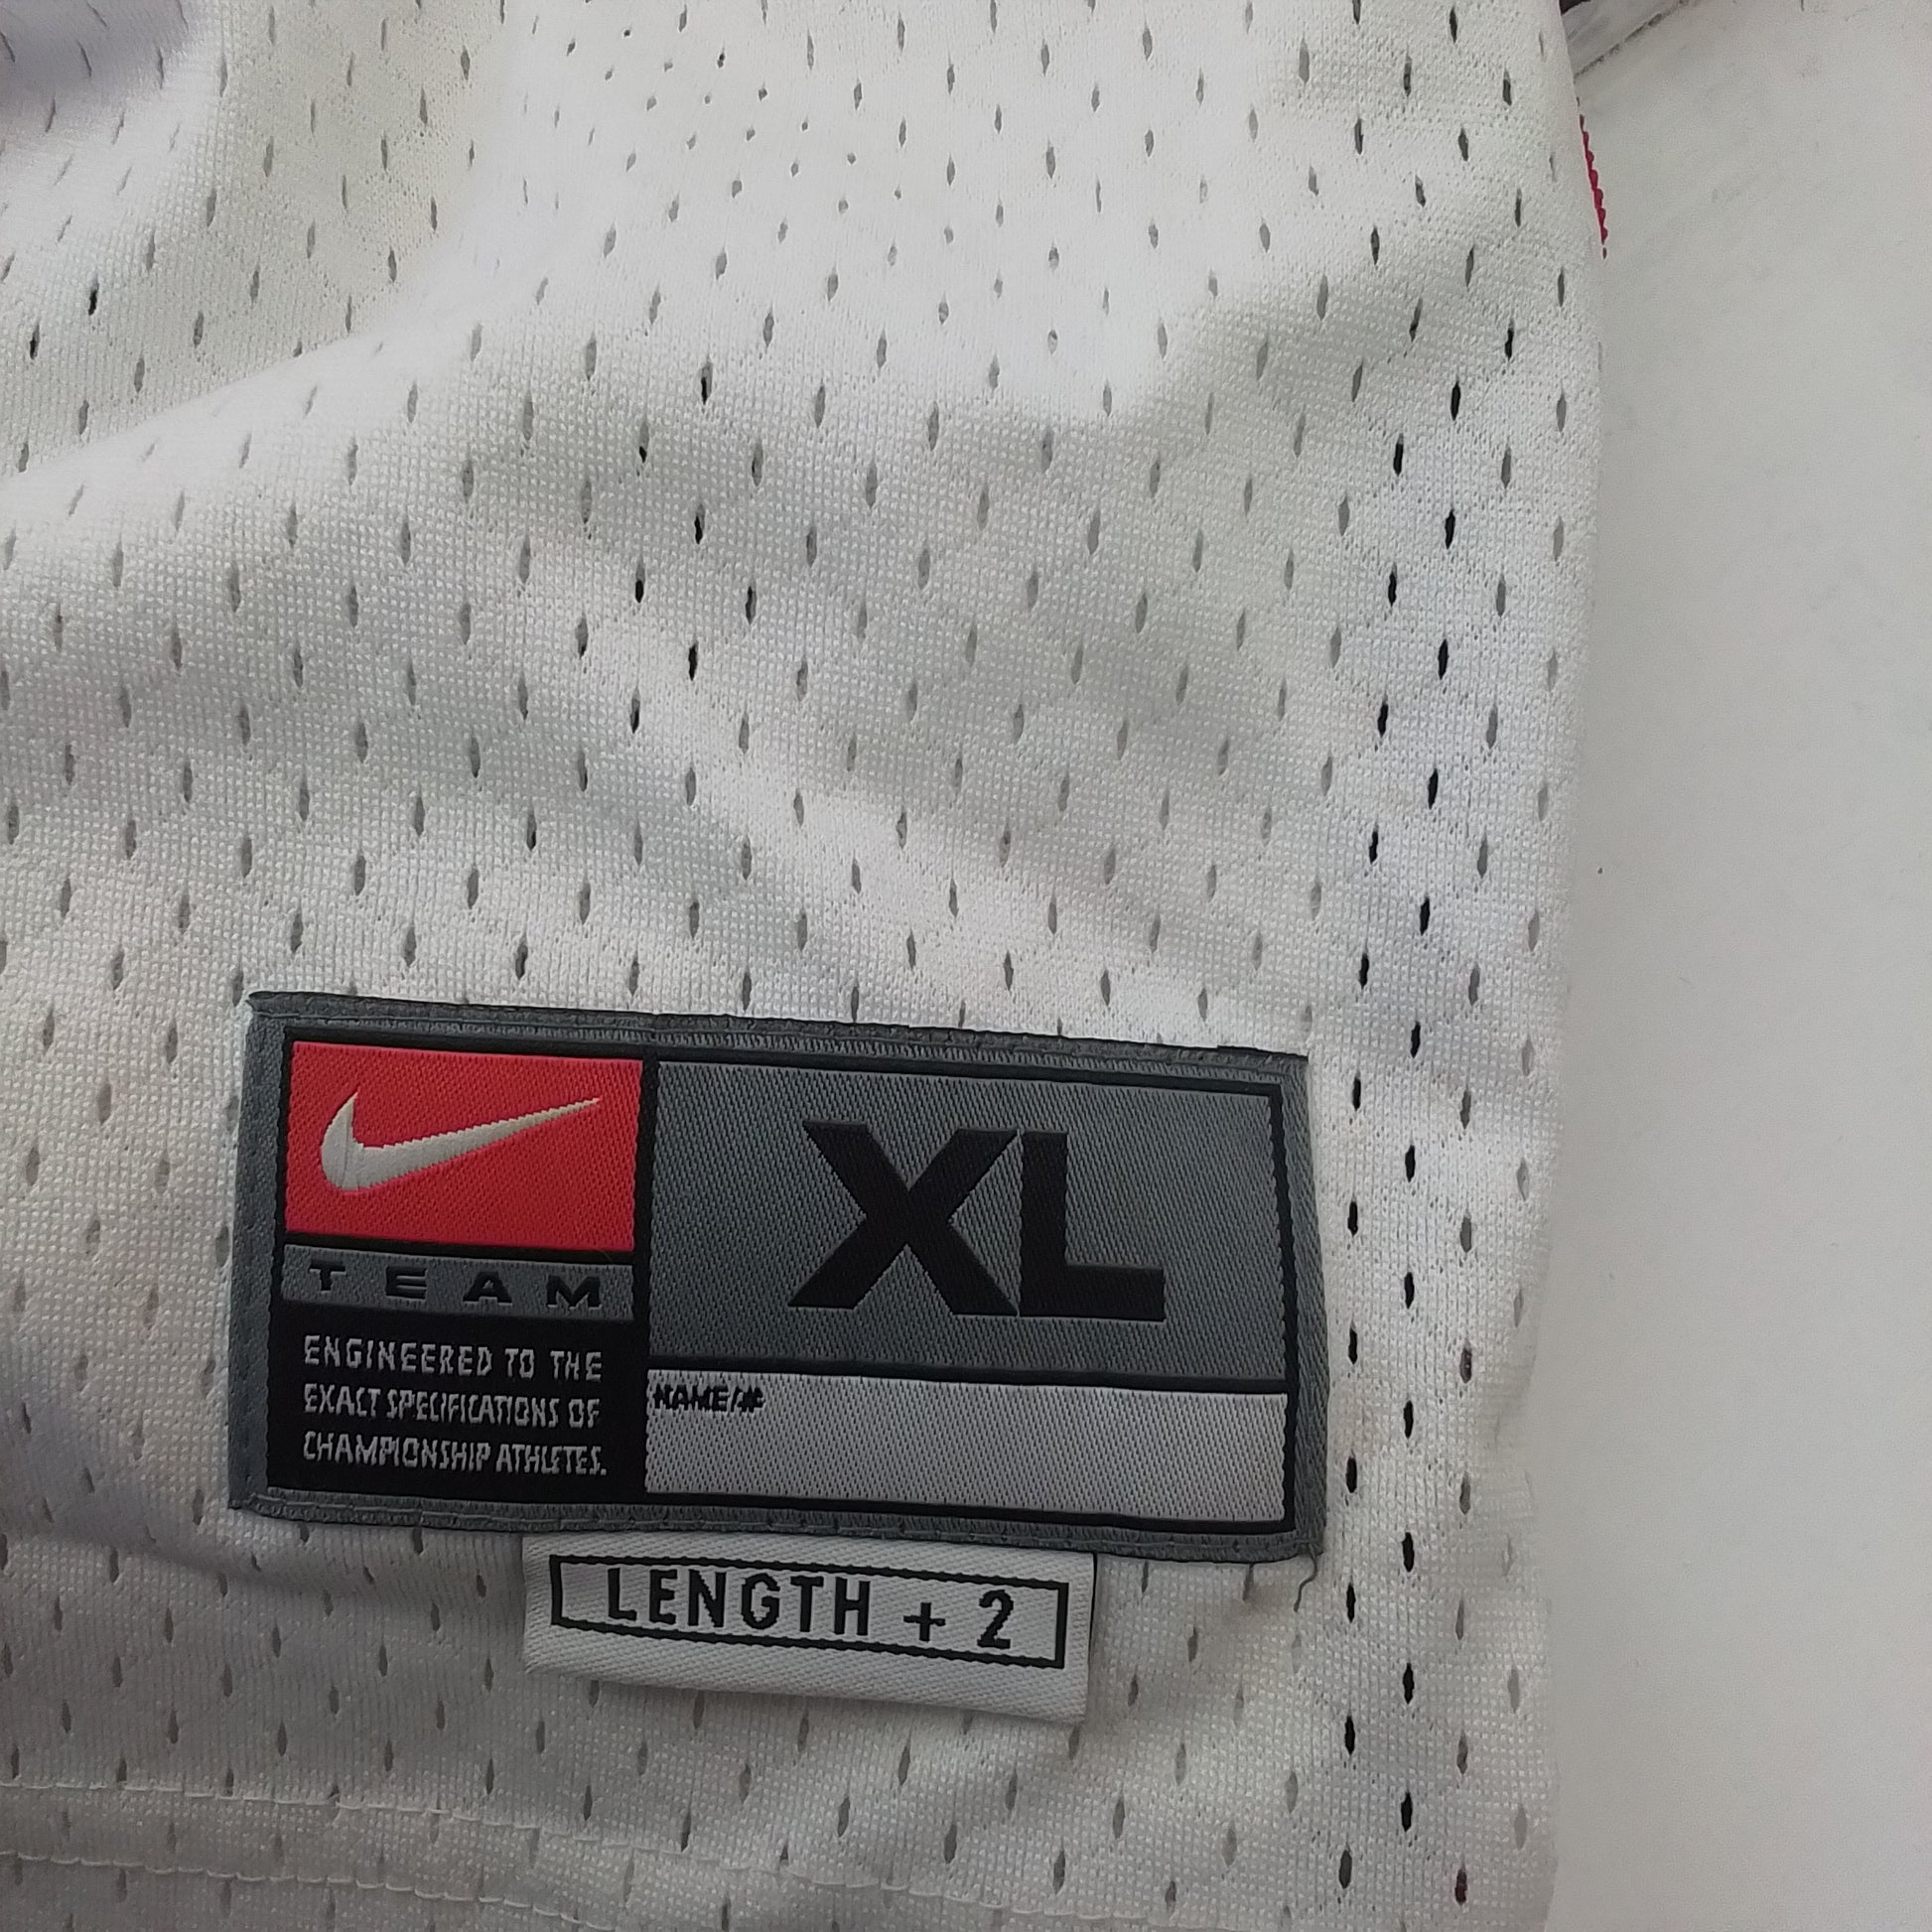 XL
TEAM
ENGINEERED TO THE
EXACT SPECIFICATIONS OF
CHAMPIONSHIP ATHLETES.
NAME/#
LENGTH + 2